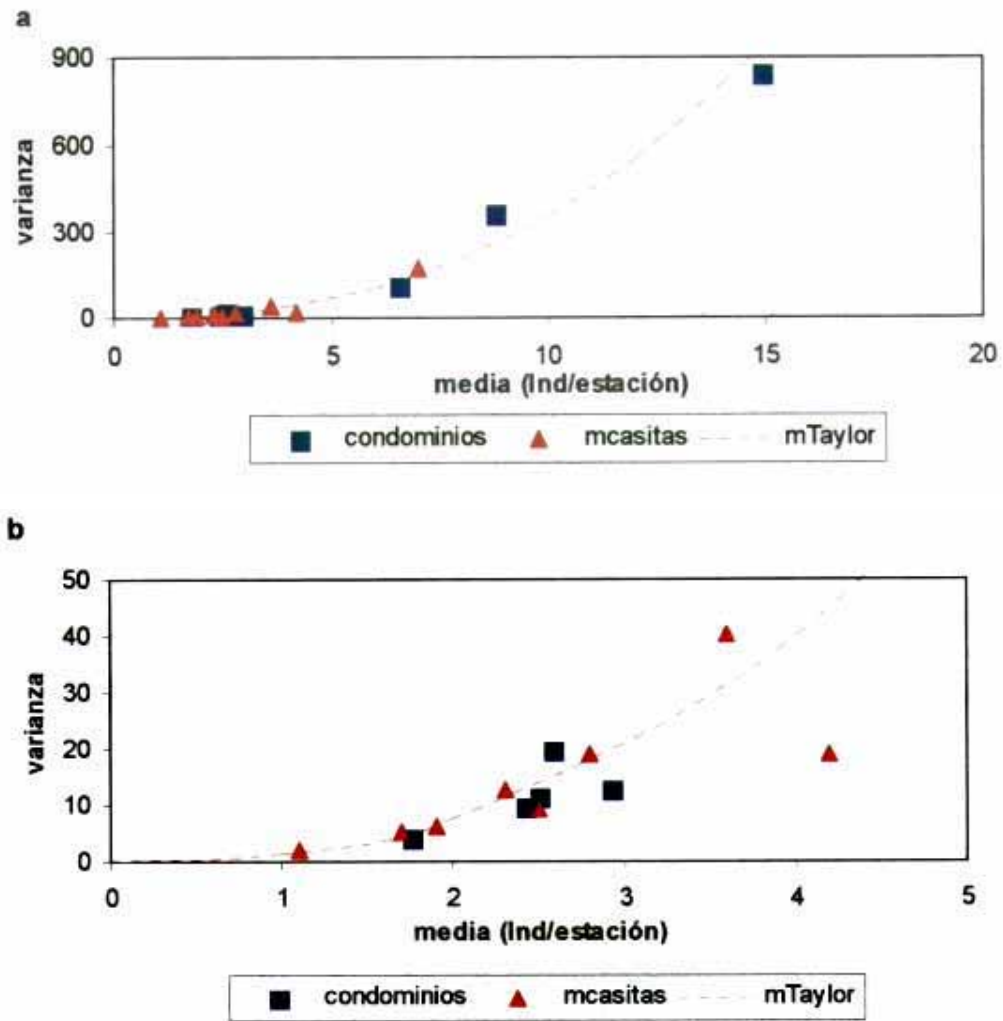 a
900
600
300
0
varianza
0 5 10 15 20
media (Ind/estación)
condominios mcasitas mTaylor
b
50
40
30
20
10
0
varianza
0 1 2 3 4 5
media (Ind/estación)
condominios mcasitas mTaylor